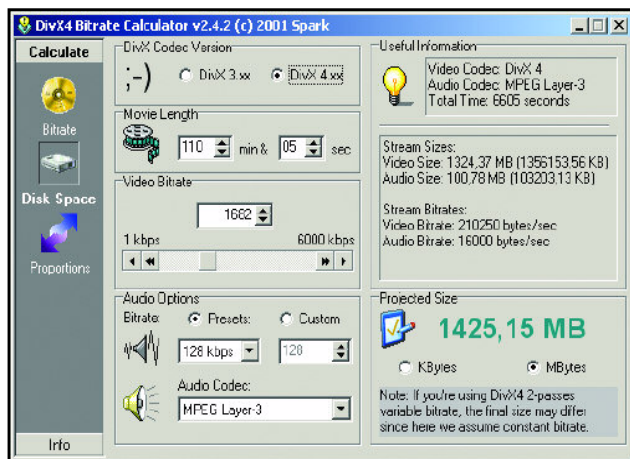 DivX4 Bitrate Calculator v2.4.2 (c) 2001 Spark
Calculate
Bitrate
Disk Space
Proportions
Info
DivX Codec Version
;-)
DivX 3.xx
DivX 4.xx
Movie Length
110 min & 05 sec
Video Bitrate
1682
1 kbps 6000 kbps
Audio Options
Bitrate: Presets: Custom
128 kbps 128
Audio Codec:
MPEG Layer-3
Useful Information
Video Codec: DivX 4
Audio Codec: MPEG Layer-3
Total Time: 6605 seconds
Stream Sizes:
Video Size: 1324,37 MB (1356153,56 KB)
Audio Size: 100,78 MB (103203,13 KB)
Stream Bitrates:
Video Bitrate: 210250 bytes/sec
Audio Bitrate: 16000 bytes/sec
Projected Size
1425,15 MB
KBytes MBytes
Note: If you're using DivX4 2-passes
variable bitrate, the final size may differ
since here we assume constant bitrate.